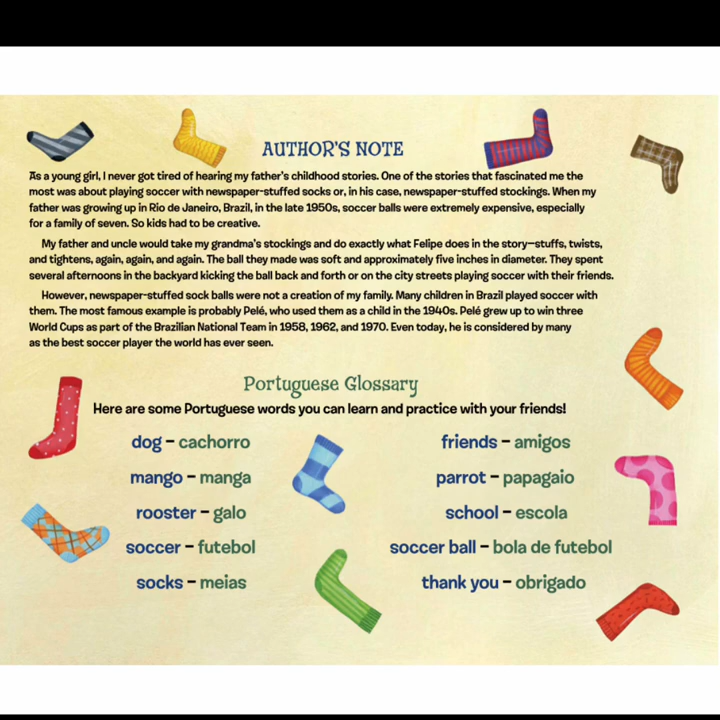 AUTHOR'S NOTE
As a young girl, I never got tired of hearing my father's childhood stories. One of the stories that fascinated me the
most was about playing soccer with newspaper-stuffed socks or, in his case, newspaper-stuffed stockings. When my
father was growing up in Rio de Janeiro, Brazil, in the late 1950s, soccer balls were extremely expensive, especially
for a family of seven. So kids had to be creative.
My father and uncle would take my grandma's stockings and do exactly what Felipe does in the story—stuffs, twists,
and tightens, again, again, and again. The ball they made was soft and approximately five inches in diameter. They spent
several afternoons in the backyard kicking the ball back and forth or on the city streets playing soccer with their friends.
However, newspaper-stuffed sock balls were not a creation of my family. Many children in Brazil played soccer with
them. The most famous example is probably Pelé, who used them as a child in the 1940s. Pelé grew up to win three
World Cups as part of the Brazilian National Team in 1958, 1962, and 1970. Even today, he is considered by many
as the best soccer player the world has ever seen.
Portuguese Glossary
Here are some Portuguese words you can learn and practice with your friends!
dog – cachorro
mango – manga
rooster – galo
soccer – futebol
socks – meias
friends – amigos
parrot – papagaio
school – escola
soccer ball – bola de futebol
thank you – obrigado